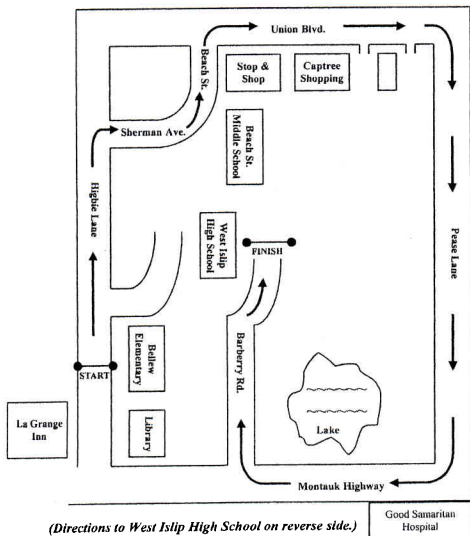 Union Blvd.
Beach St.
Stop &
Shop
Captree
Shopping
Sherman Ave.
Beach St.
Middle School
Higbie Lane
Pease Lane
West Islip
High School
FINISH
Bellew
Elementary
START
Barberry Rd.
La Grange
Inn
Library
Lake
Montauk Highway
(Directions to West Islip High School on reverse side.)
Good Samaritan
Hospital